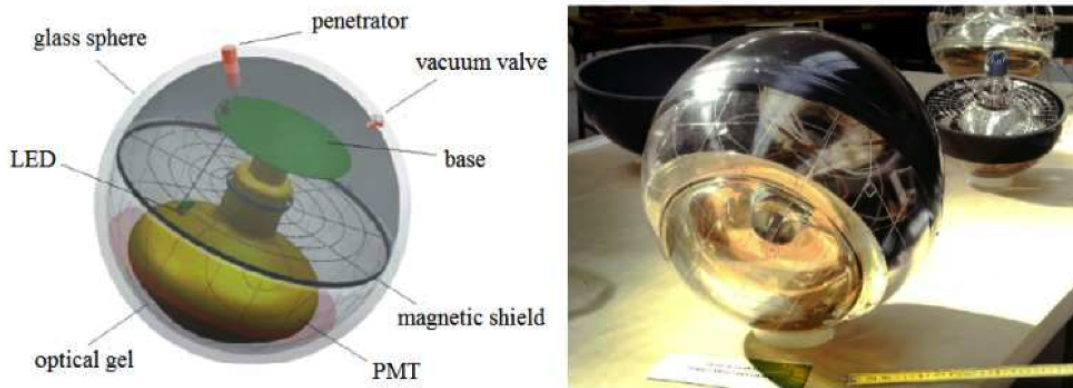 penetrator
glass sphere
vacuum valve
LED
base
magnetic shield
optical gel
PMT